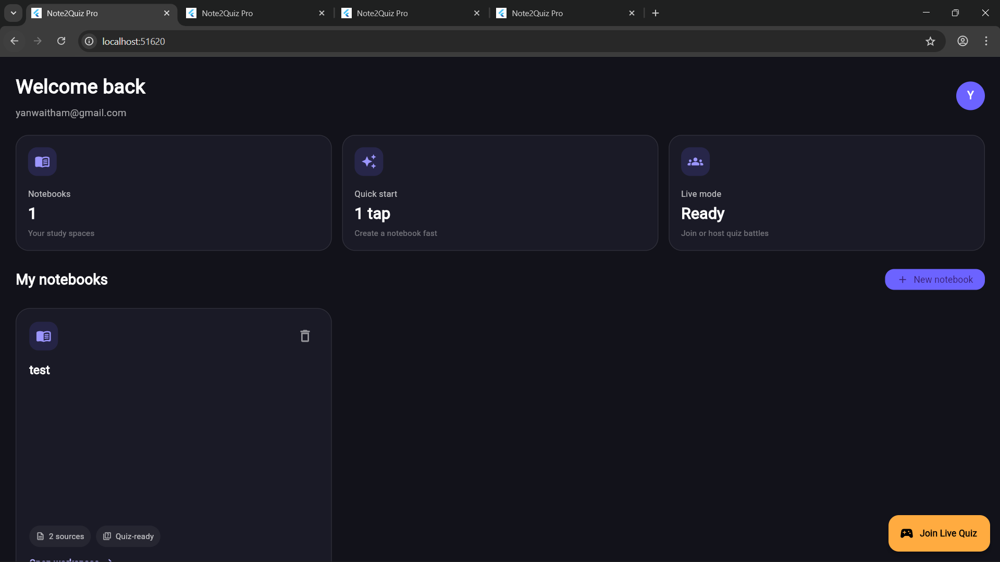 Note2Quiz Pro
Note2Quiz Pro
Note2Quiz Pro
Note2Quiz Pro
localhost:51620
Welcome back
yanwaitham@gmail.com
Y
Notebooks
1
Your study spaces
Quick start
1 tap
Create a notebook fast
Live mode
Ready
Join or host quiz battles
My notebooks
New notebook
test
2 sources
Quiz-ready
Join Live Quiz
Open workspace